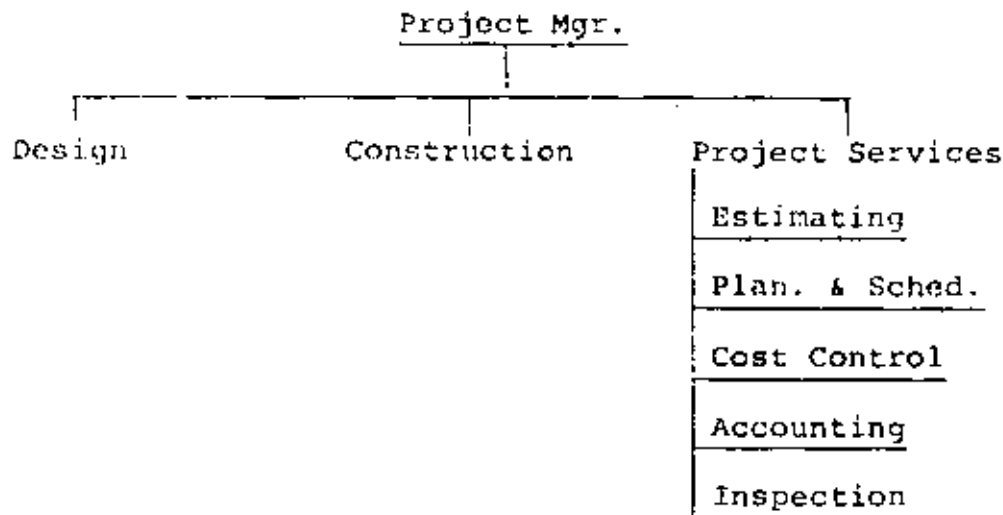 Project Mgr.
Design Construction Project Services
Estimating
Plan. & Sched.
Cost Control
Accounting
Inspection